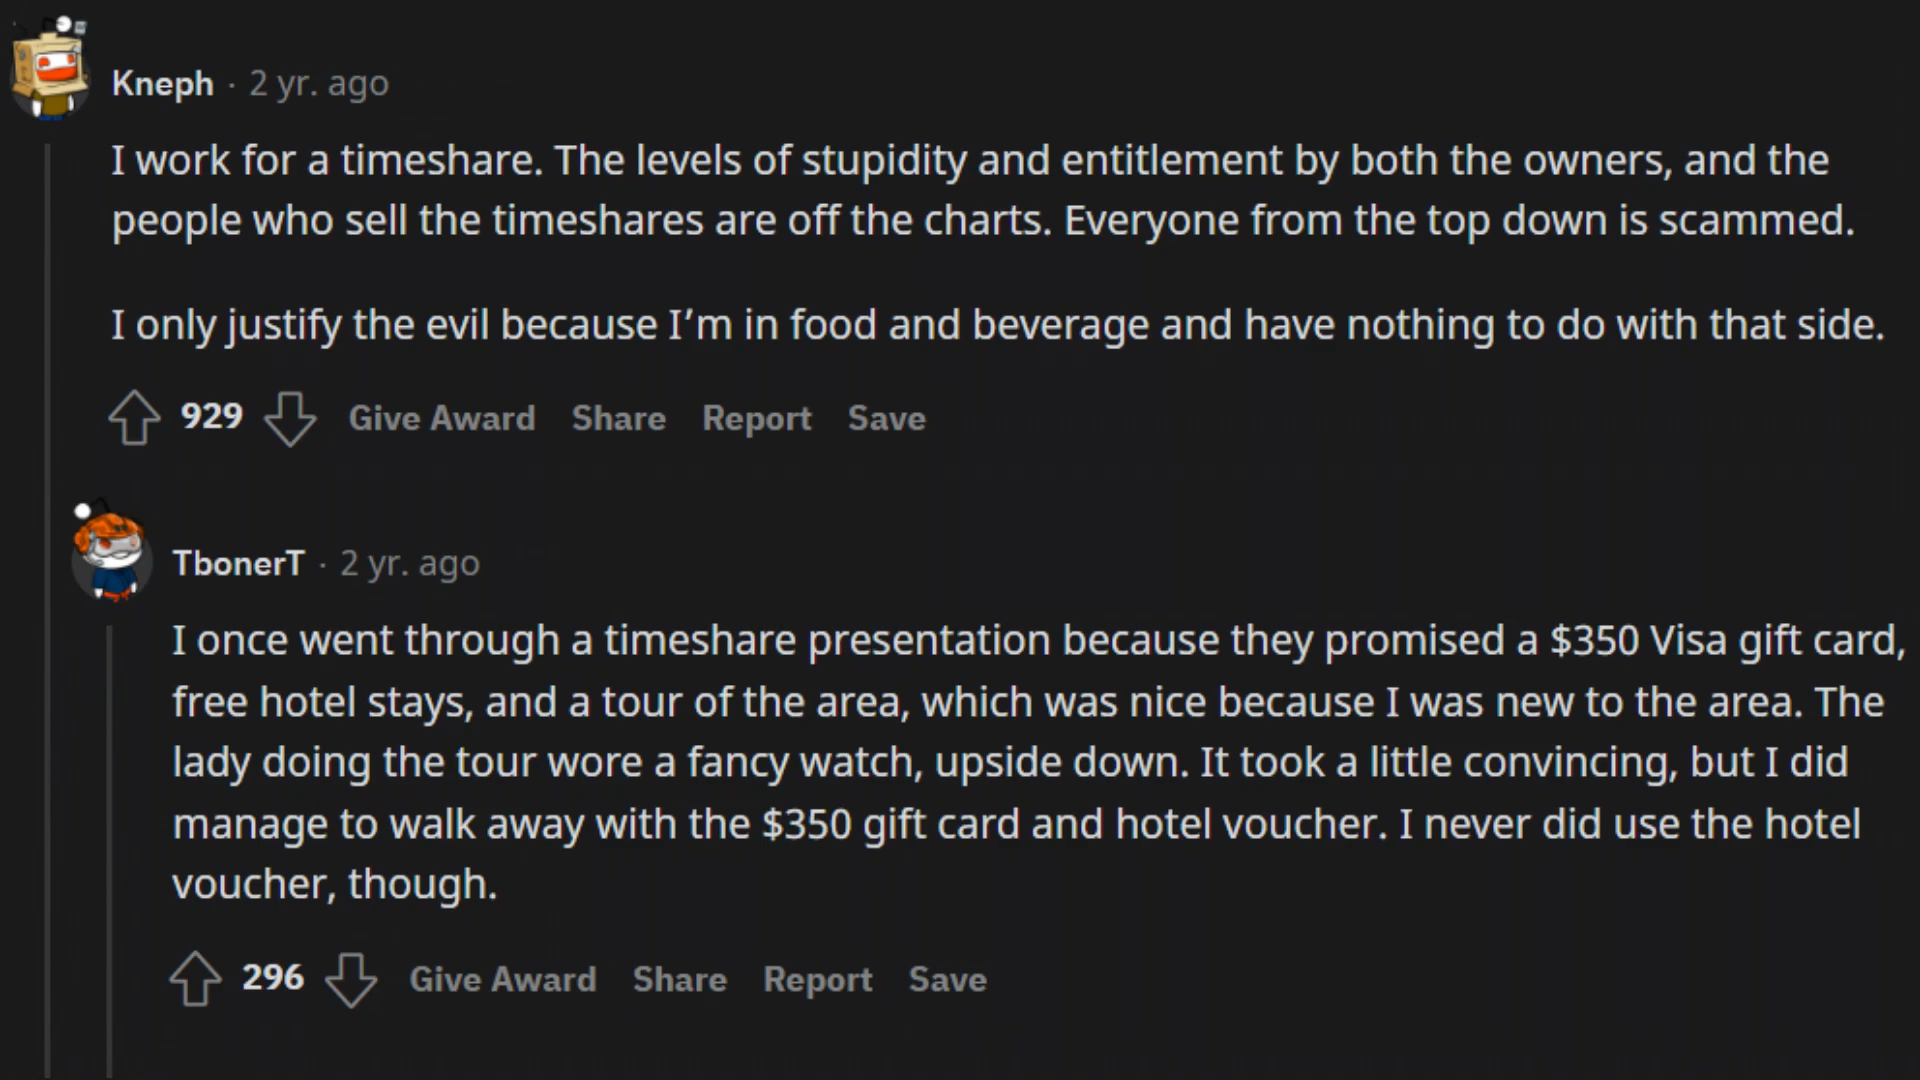 Kneph · 2 yr. ago
I work for a timeshare. The levels of stupidity and entitlement by both the owners, and the
people who sell the timeshares are off the charts. Everyone from the top down is scammed.
I only justify the evil because I’m in food and beverage and have nothing to do with that side.
929 Give Award Share Report Save
TbonerT · 2 yr. ago
I once went through a timeshare presentation because they promised a $350 Visa gift card,
free hotel stays, and a tour of the area, which was nice because I was new to the area. The
lady doing the tour wore a fancy watch, upside down. It took a little convincing, but I did
manage to walk away with the $350 gift card and hotel voucher. I never did use the hotel
voucher, though.
296 Give Award Share Report Save